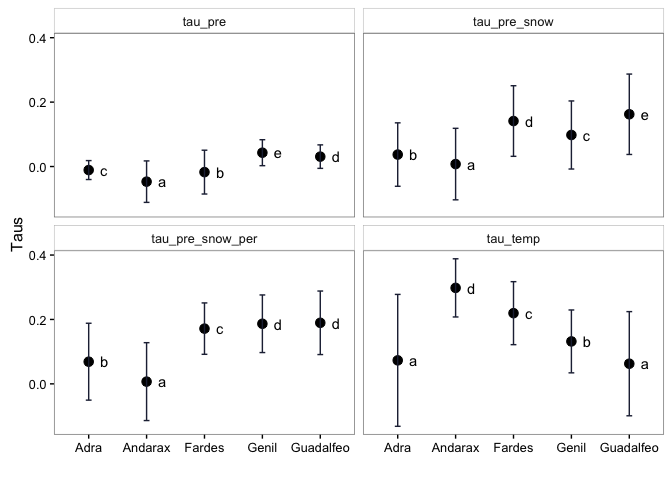 tau_pre
tau_pre_snow
0.4
0.2
0.0
c
a
b
e
d
b
a
d
c
e
Taus
tau_pre_snow_per
tau_temp
0.4
0.2
0.0
b
a
c
d
d
a
d
c
b
a
Adra Andarax Fardes Genil Guadalfeo
Adra Andarax Fardes Genil Guadalfeo